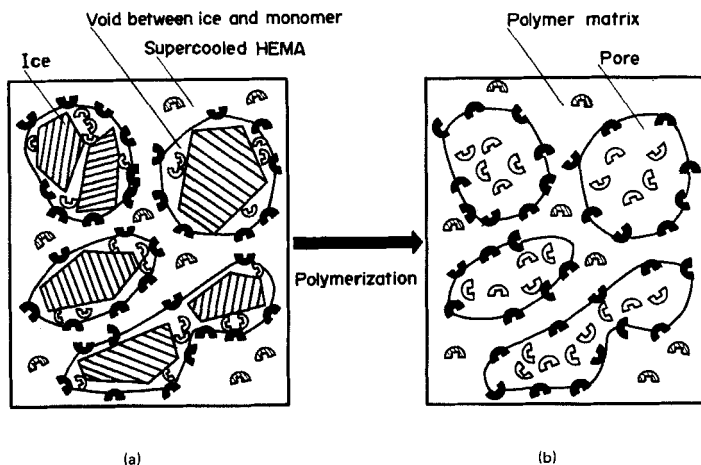 Void between ice and monomer
Supercooled HEMA
Ice
Polymer matrix
Pore
Polymerization
(a)
(b)